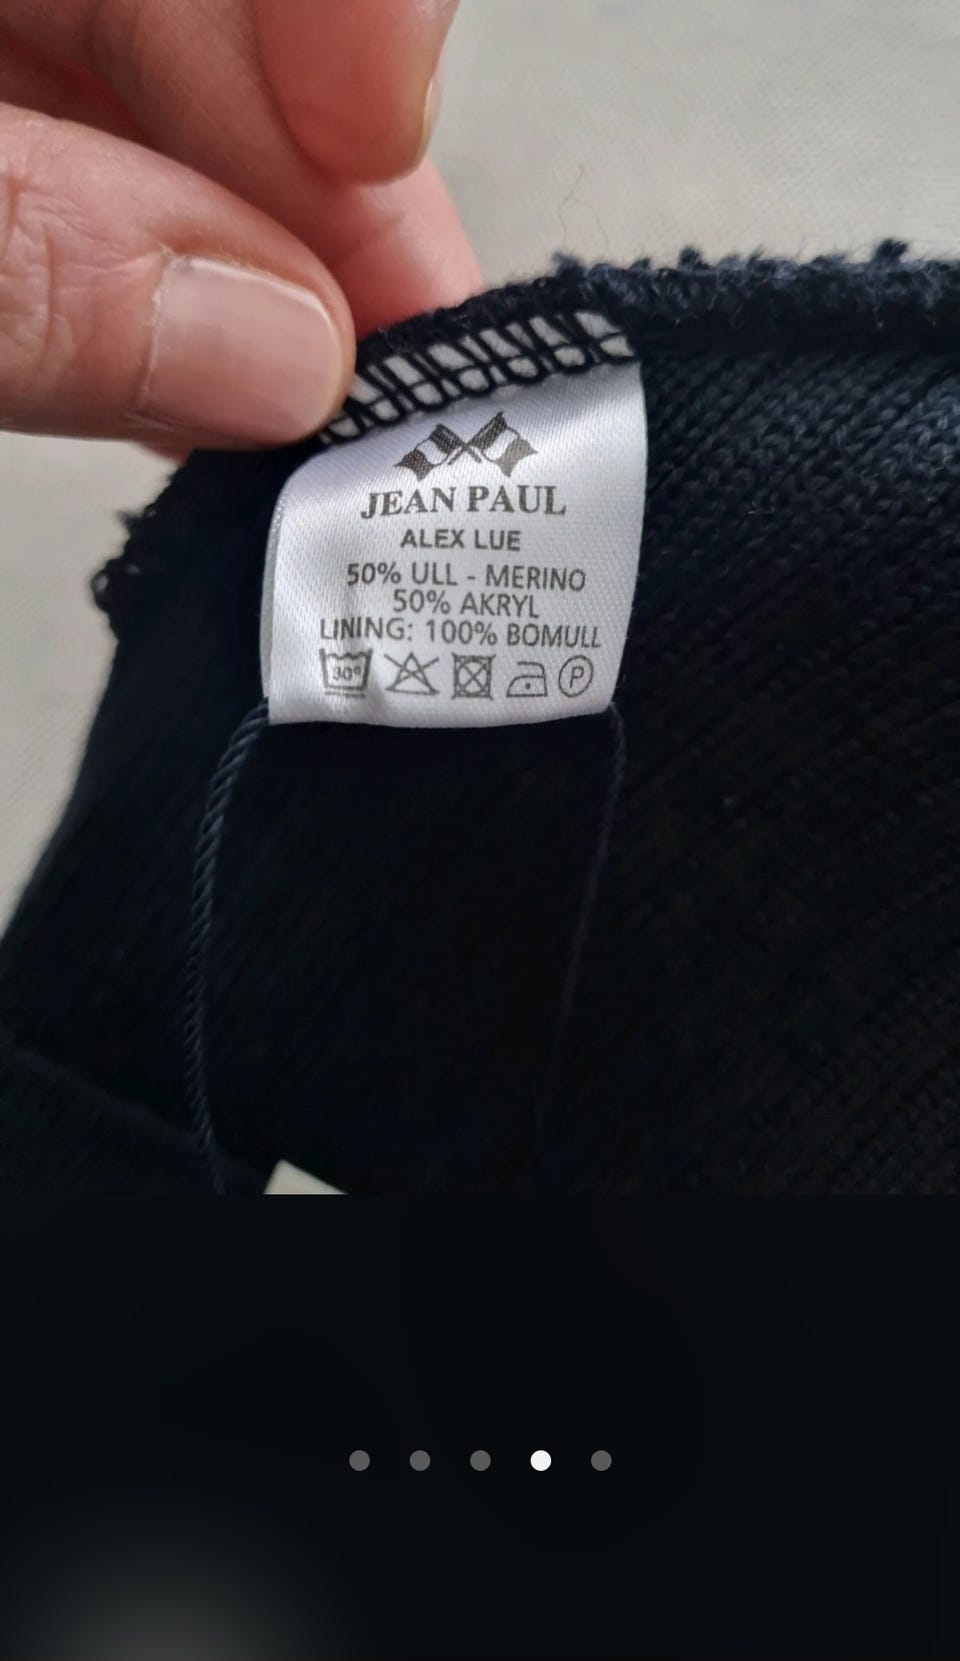 JEAN PAUL
ALEX LUE
50% ULL - MERINO
50% AKRYL
LINING: 100% BOMULL
30°
P